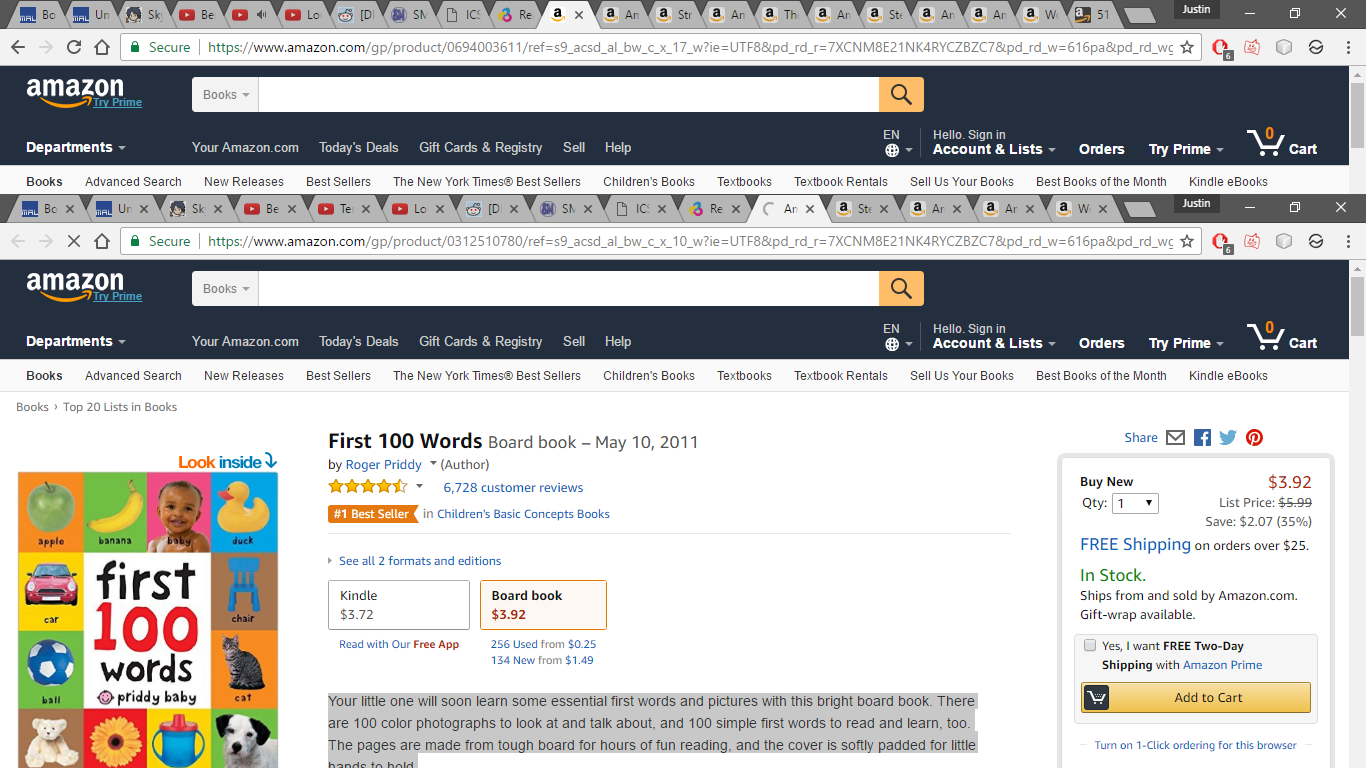 Bo Un Sk Be Lo [D SM ICS Re An Str An Th An Ste An An Wo 51 Justin
Secure https://www.amazon.com/gp/product/0694003611/ref=s9_acsd_al_bw_c_x_17_w?ie=UTF8&pd_rd_r=7XCNM8E21NK4RYCZBZC7&pd_rd_w=616pa&pd_rd_wg 6
amazon
Try Prime
Books
EN Hello. Sign in
Departments Your Amazon.com Today's Deals Gift Cards & Registry Sell Help Account & Lists Orders Try Prime 0 Cart
Books Advanced Search New Releases Best Sellers The New York Times® Best Sellers Children's Books Textbooks Textbook Rentals Sell Us Your Books Best Books of the Month Kindle eBooks
MAL Bo MAL Un Sk Be Te Lo [D SM ICS Re An Ste An An Wo Justin
Secure https://www.amazon.com/gp/product/0312510780/ref=s9_acsd_al_bw_c_x_10_w?ie=UTF8&pd_rd_r=7XCNM8E21NK4RYCZBZC7&pd_rd_w=616pa&pd_rd_wg 6
amazon
Try Prime
Books
EN Hello. Sign in
Departments Your Amazon.com Today's Deals Gift Cards & Registry Sell Help Account & Lists Orders Try Prime 0 Cart
Books Advanced Search New Releases Best Sellers The New York Times® Best Sellers Children's Books Textbooks Textbook Rentals Sell Us Your Books Best Books of the Month Kindle eBooks
Books › Top 20 Lists in Books
Look inside
apple banana baby duck
first
100
words
priddy baby
car chair
ball cat
First 100 Words Board book – May 10, 2011
by Roger Priddy (Author)
6,728 customer reviews
#1 Best Seller in Children's Basic Concepts Books
See all 2 formats and editions
Kindle
$3.72
Board book
$3.92
Read with Our Free App
256 Used from $0.25
134 New from $1.49
Your little one will soon learn some essential first words and pictures with this bright board book. There
are 100 color photographs to look at and talk about, and 100 simple first words to read and learn, too.
The pages are made from tough board for hours of fun reading, and the cover is softly padded for little
hands to hold.
Share
Buy New $3.92
Qty: 1 List Price: $5.99
Save: $2.07 (35%)
FREE Shipping on orders over $25.
In Stock.
Ships from and sold by Amazon.com.
Gift-wrap available.
Yes, I want FREE Two-Day
Shipping with Amazon Prime
Add to Cart
Turn on 1-Click ordering for this browser